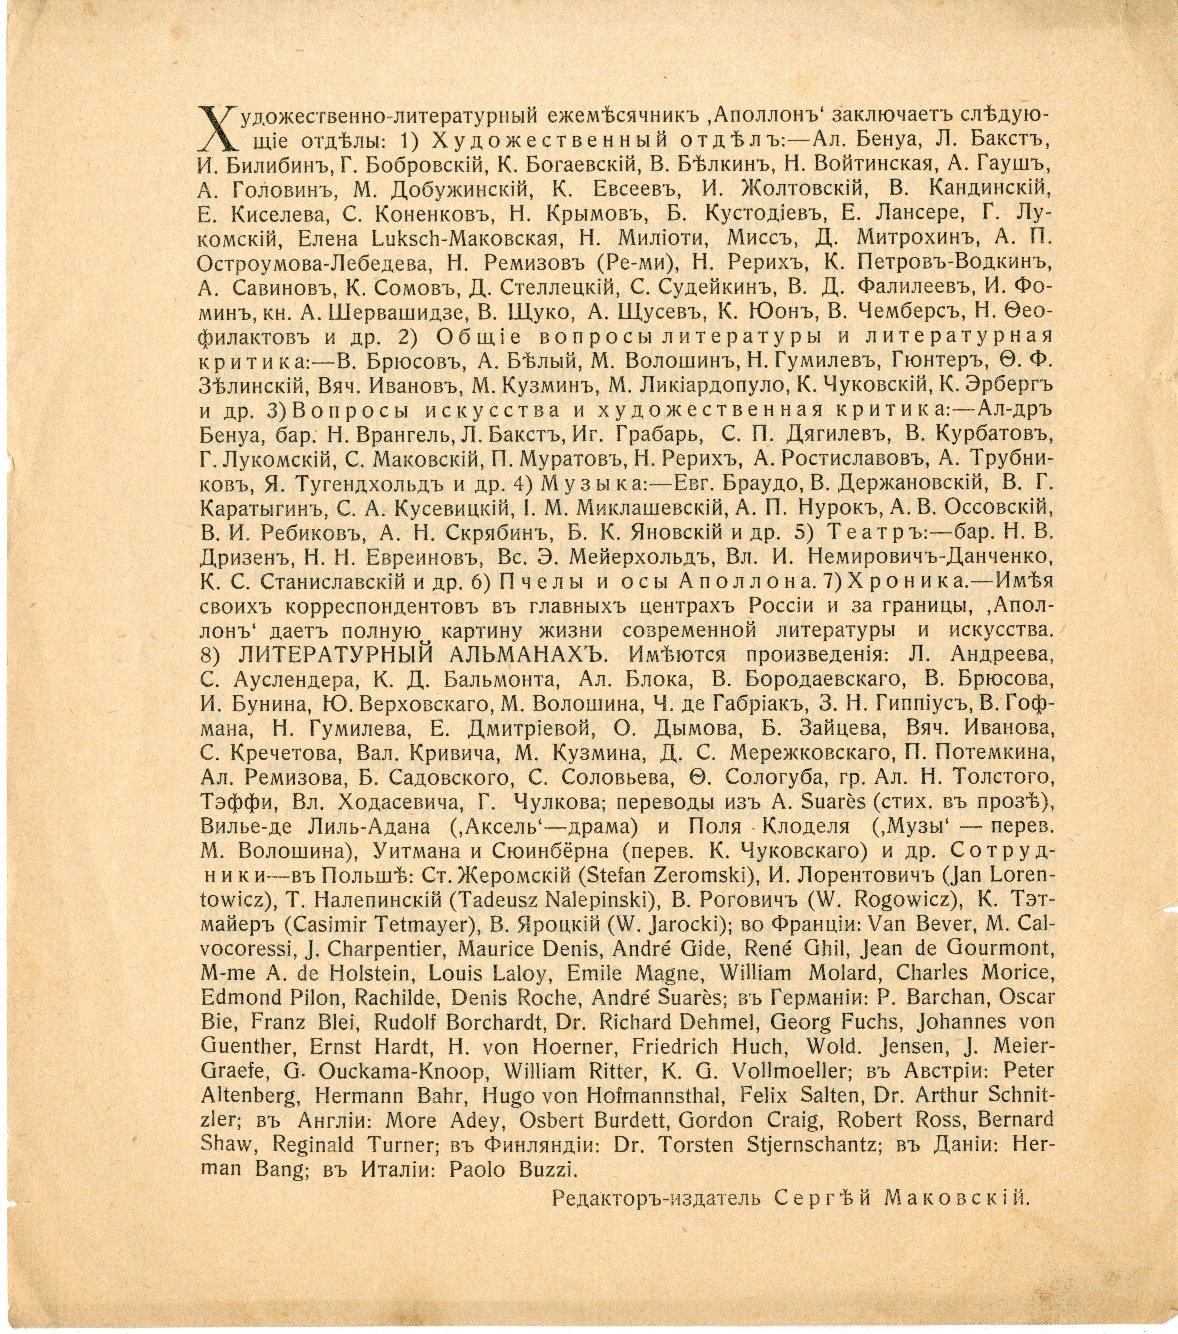 Художественно-литературный ежемѣсячникъ ‚Аполлонъ‘ заключаетъ слѣдую-
щіе отдѣлы: 1) Художественный отдѣлъ:—Ал. Бенуа, Л. Бакстъ,
И. Билибинъ, Г. Бобровскій, К. Богаевскій, В. Бѣлкинъ, Н. Войтинская, А. Гаушъ,
А. Головинъ, М. Добужинскій, К. Евсеевъ, И. Жолтовскій, В. Кандинскій,
Е. Киселева, С. Коненковъ, Н. Крымовъ, Б. Кустодіевъ, Е. Лансере, Г. Лу-
комскій, Елена Luksch-Маковская, Н. Миліоти, Миссъ, Д. Митрохинъ, А. П.
Остроумова-Лебедева, Н. Ремизовъ (Ре-ми), Н. Рерихъ, К. Петровъ-Водкинъ,
А. Савиновъ, К. Сомовъ, Д. Стеллецкій, С. Судейкинъ, В. Д. Фалилеевъ, И. Фо-
минъ, кн. А. Шервашидзе, В. Щуко, А. Щусевъ, К. Юонъ, В. Чемберсъ, Н. Ѳео-
филактовъ и др. 2) Общіе вопросы литературы и литературная
критика:—В. Брюсовъ, А. Бѣлый, М. Волошинъ, Н. Гумилевъ, Гюнтеръ, Ѳ. Ф.
Зѣлинскій, Вяч. Ивановъ, М. Кузминъ, М. Ликіардопуло, К. Чуковскій, К. Эрбергъ
и др. 3) Вопросы искусства и художественная критика:—Ал-дръ
Бенуа, бар. Н. Врангель, Л. Бакстъ, Иг. Грабарь, С. П. Дягилевъ, В. Курбатовъ,
Г. Лукомскій, С. Маковскій, П. Муратовъ, Н. Рерихъ, А. Ростиславовъ, А. Трубни-
ковъ, Я. Тугендхольдъ и др. 4) Музыка:—Евг. Браудо, В. Держановскій, В. Г.
Каратыгинъ, С. А. Кусевицкій, І. М. Миклашевскій, А. П. Нурокъ, А. В. Оссовскій,
В. И. Ребиковъ, А. Н. Скрябинъ, Б. К. Яновскій и др. 5) Театръ:—бар. Н. В.
Дризенъ, Н. Н. Евреиновъ, Вс. Э. Мейерхольдъ, Вл. И. Немировичъ-Данченко,
К. С. Станиславскій и др. 6) Пчелы и осы Аполлона. 7) Хроника.—Имѣя
своихъ корреспондентовъ въ главныхъ центрахъ Россіи и за границы, ‚Апол-
лонъ‘ даетъ полную картину жизни современной литературы и искусства.
8) ЛИТЕРАТУРНЫЙ АЛЬМАНАХЪ. Имѣются произведенія: Л. Андреева,
С. Ауслендера, К. Д. Бальмонта, Ал. Блока, В. Бородаевскаго, В. Брюсова,
И. Бунина, Ю. Верховскаго, М. Волошина, Ч. де Габріакъ, З. Н. Гиппіусъ, В. Гоф-
мана, Н. Гумилева, Е. Дмитріевой, О. Дымова, Б. Зайцева, Вяч. Иванова,
С. Кречетова, Вал. Кривича, М. Кузмина, Д. С. Мережковскаго, П. Потемкина,
Ал. Ремизова, Б. Садовского, С. Соловьева, Ѳ. Сологуба, гр. Ал. Н. Толстого,
Тэффи, Вл. Ходасевича, Г. Чулкова; переводы изъ A. Suarès (стих. въ прозѣ),
Вилье-де Лиль-Адана (‚Аксель‘—драма) и Поля Клоделя (‚Музы‘ — перев.
М. Волошина), Уитмана и Сюинбёрна (перев. К. Чуковскаго) и др. Сотруд-
ники—въ Польшѣ: Ст. Жеромскій (Stefan Zeromski), И. Лорентовичъ (Jan Loren-
towicz), Т. Налепинскій (Tadeusz Nalepinski), В. Роговичъ (W. Rogowicz), К. Тэт-
майеръ (Casimir Tetmayer), В. Яроцкій (W. Jarocki); во Франціи: Van Bever, M. Cal-
vocoressi, J. Charpentier, Maurice Denis, André Gide, René Ghil, Jean de Gourmont,
M-me A. de Holstein, Louis Laloy, Emile Magne, William Molard, Charles Morice,
Edmond Pilon, Rachilde, Denis Roche, André Suarès; въ Германіи: P. Barchan, Oscar
Bie, Franz Blei, Rudolf Borchardt, Dr. Richard Dehmel, Georg Fuchs, Johannes von
Guenther, Ernst Hardt, H. von Hoerner, Friedrich Huch, Wold. Jensen, J. Meier-
Graefe, G. Ouckama-Knoop, William Ritter, K. G. Vollmoeller; въ Австріи: Peter
Altenberg, Hermann Bahr, Hugo von Hofmannsthal, Felix Salten, Dr. Arthur Schnit-
zler; въ Англіи: More Adey, Osbert Burdett, Gordon Craig, Robert Ross, Bernard
Shaw, Reginald Turner; въ Финляндіи: Dr. Torsten Stjernschantz; въ Даніи: Her-
man Bang; въ Италіи: Paolo Buzzi.
Редакторъ-издатель Сергѣй Маковскій.